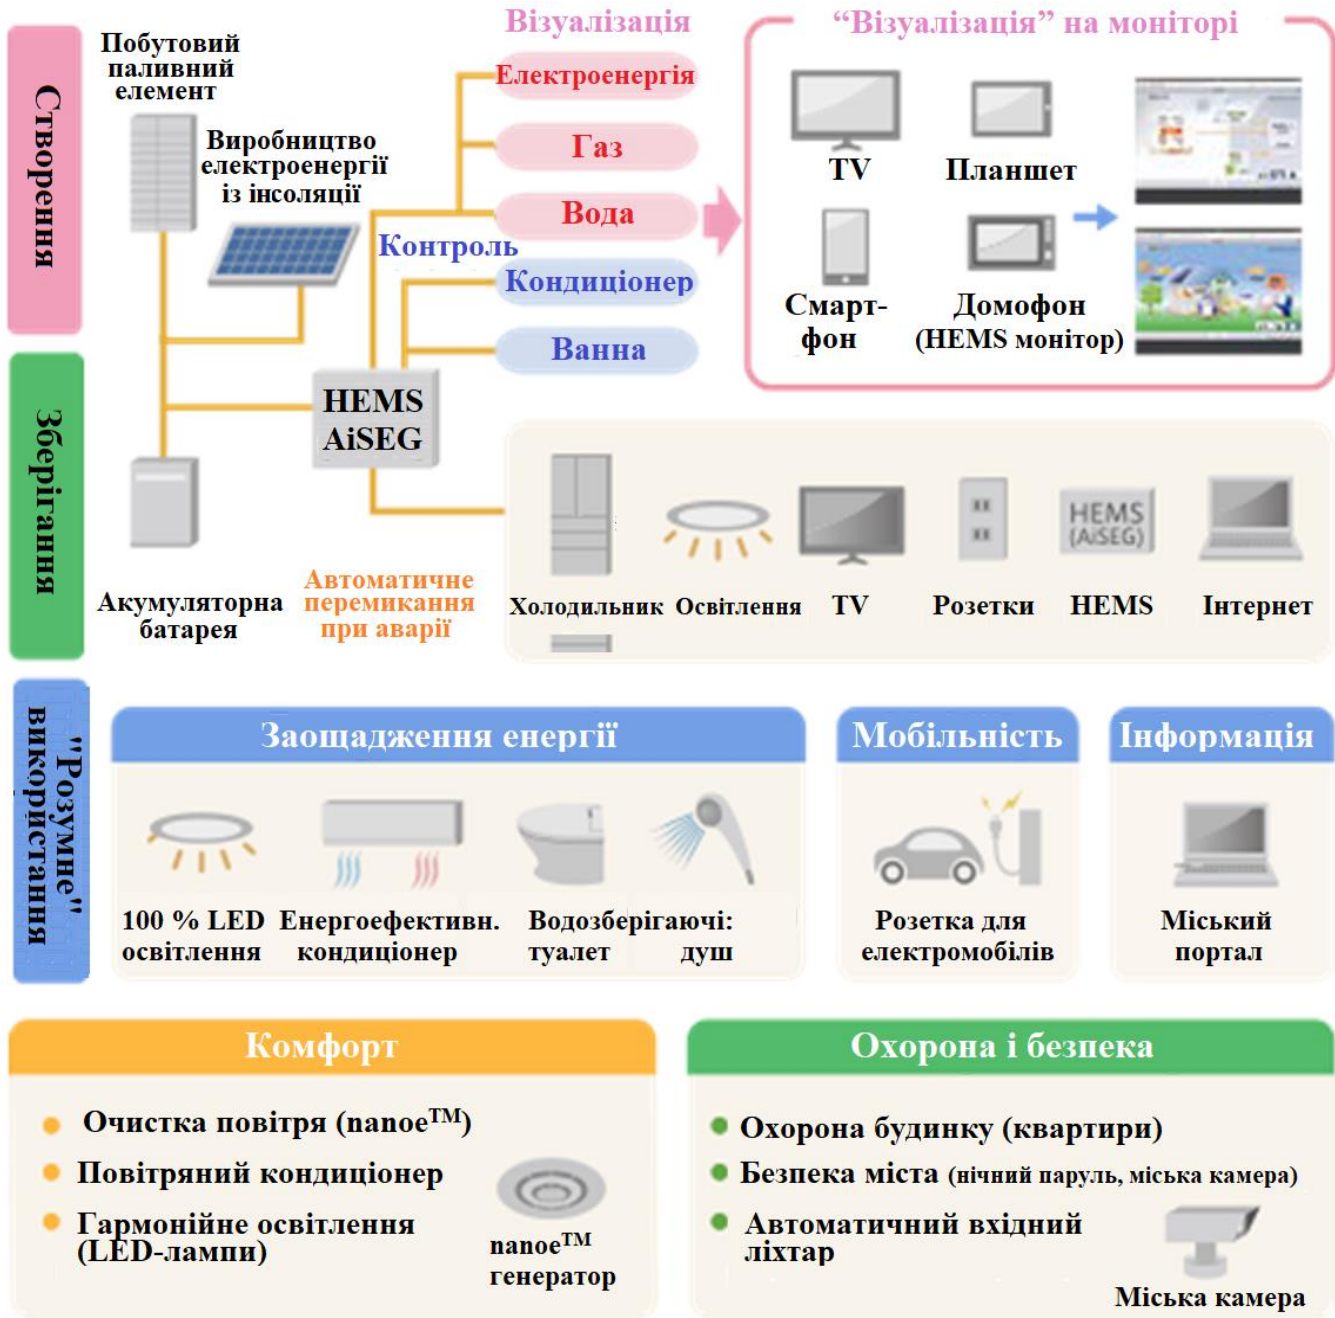 Створення
Побутовий
паливний
елемент
Виробництво
електроенергії
із інсоляції
Візуалізація
Електроенергія
Газ
Вода
Контроль
Кондиціонер
Ванна
“Візуалізація” на моніторі
TV
Планшет
Смарт-
фон
Домофон
(HEMS монітор)
Зберігання
HEMS
AiSEG
Акумуляторна
батарея
Автоматичне
перемикання
при аварії
HEMS
(AiSEG)
Холодильник
Освітлення
TV
Розетки
HEMS
Інтернет
"Розумне"
використання
Заощадження енергії
100 % LED
освітлення
Енергоефективн.
кондиціонер
Водозберігаючі:
туалет
душ
Мобільність
Розетка для
електромобілів
Інформація
Міський
портал
Комфорт
Очистка повітря (nanoe™)
Повітряний кондиціонер
Гармонійне освітлення
(LED-лампи)
nanoe™
генератор
Охорона і безпека
Охорона будинку (квартири)
Безпека міста (нічний паруль, міська камера)
Автоматичний вхідний
ліхтар
Міська камера